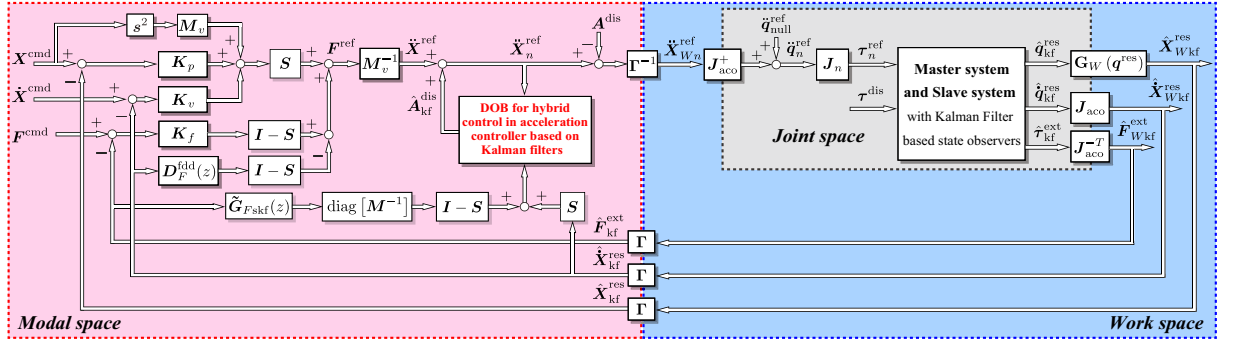 X^cmd
Ẋ^cmd
F^cmd
s²
M_v
K_p
K_v
K_f
D_F^fdd(z)
I − S
I − S
S
F^ref
M_v^−1
Ẍ^ref
Ẍ_n^ref
Â_kf^dis
A^dis
DOB for hybrid
control in acceleration
controller based on
Kalman filters
G̃_Fskf(z)
diag [M^−1]
I − S
S
F̂_kf^ext
Ẋ̂_kf^res
X̂_kf^res
Γ^−1
Γ
Γ
Γ
Modal space
Ẍ_Wn^ref
J_aco^+
q̈_null^ref
q̈_n^ref
J_n
τ_n^ref
τ^dis
Master system
and Slave system
with Kalman Filter
based state observers
Joint space
q̂_kf^res
q̇̂_kf^res
τ̂_kf^ext
G_W (q^res)
J_aco
J_aco^−T
X̂_Wkf^res
Ẋ̂_Wkf^res
F̂_Wkf^ext
Work space